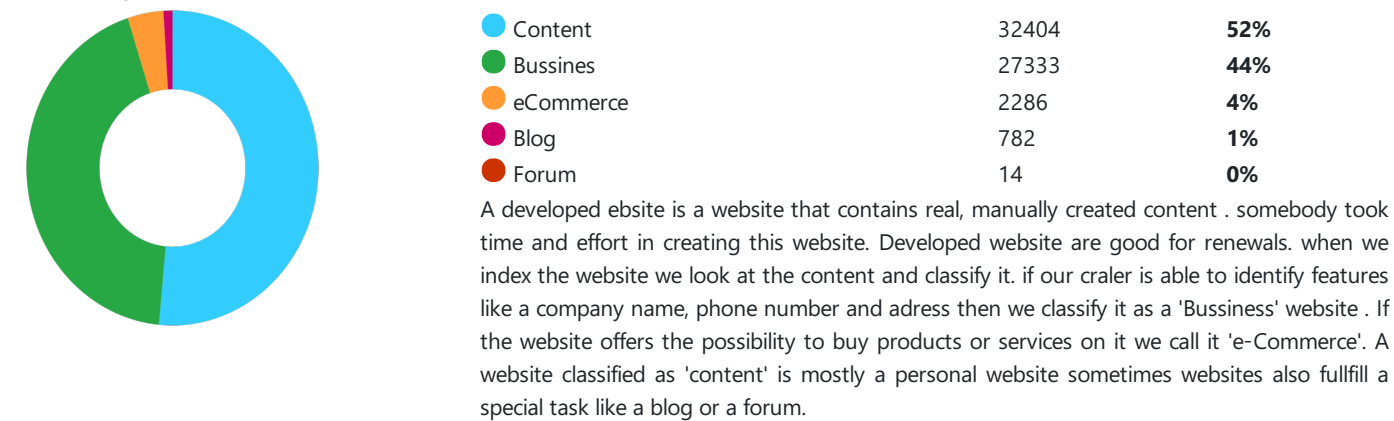 Content 32404 52%
Bussines 27333 44%
eCommerce 2286 4%
Blog 782 1%
Forum 14 0%
A developed ebsite is a website that contains real, manually created content . somebody took
time and effort in creating this website. Developed website are good for renewals. when we
index the website we look at the content and classify it. if our craler is able to identify features
like a company name, phone number and adress then we classify it as a 'Bussiness' website . If
the website offers the possibility to buy products or services on it we call it 'e-Commerce'. A
website classified as 'content' is mostly a personal website sometimes websites also fullfill a
special task like a blog or a forum.